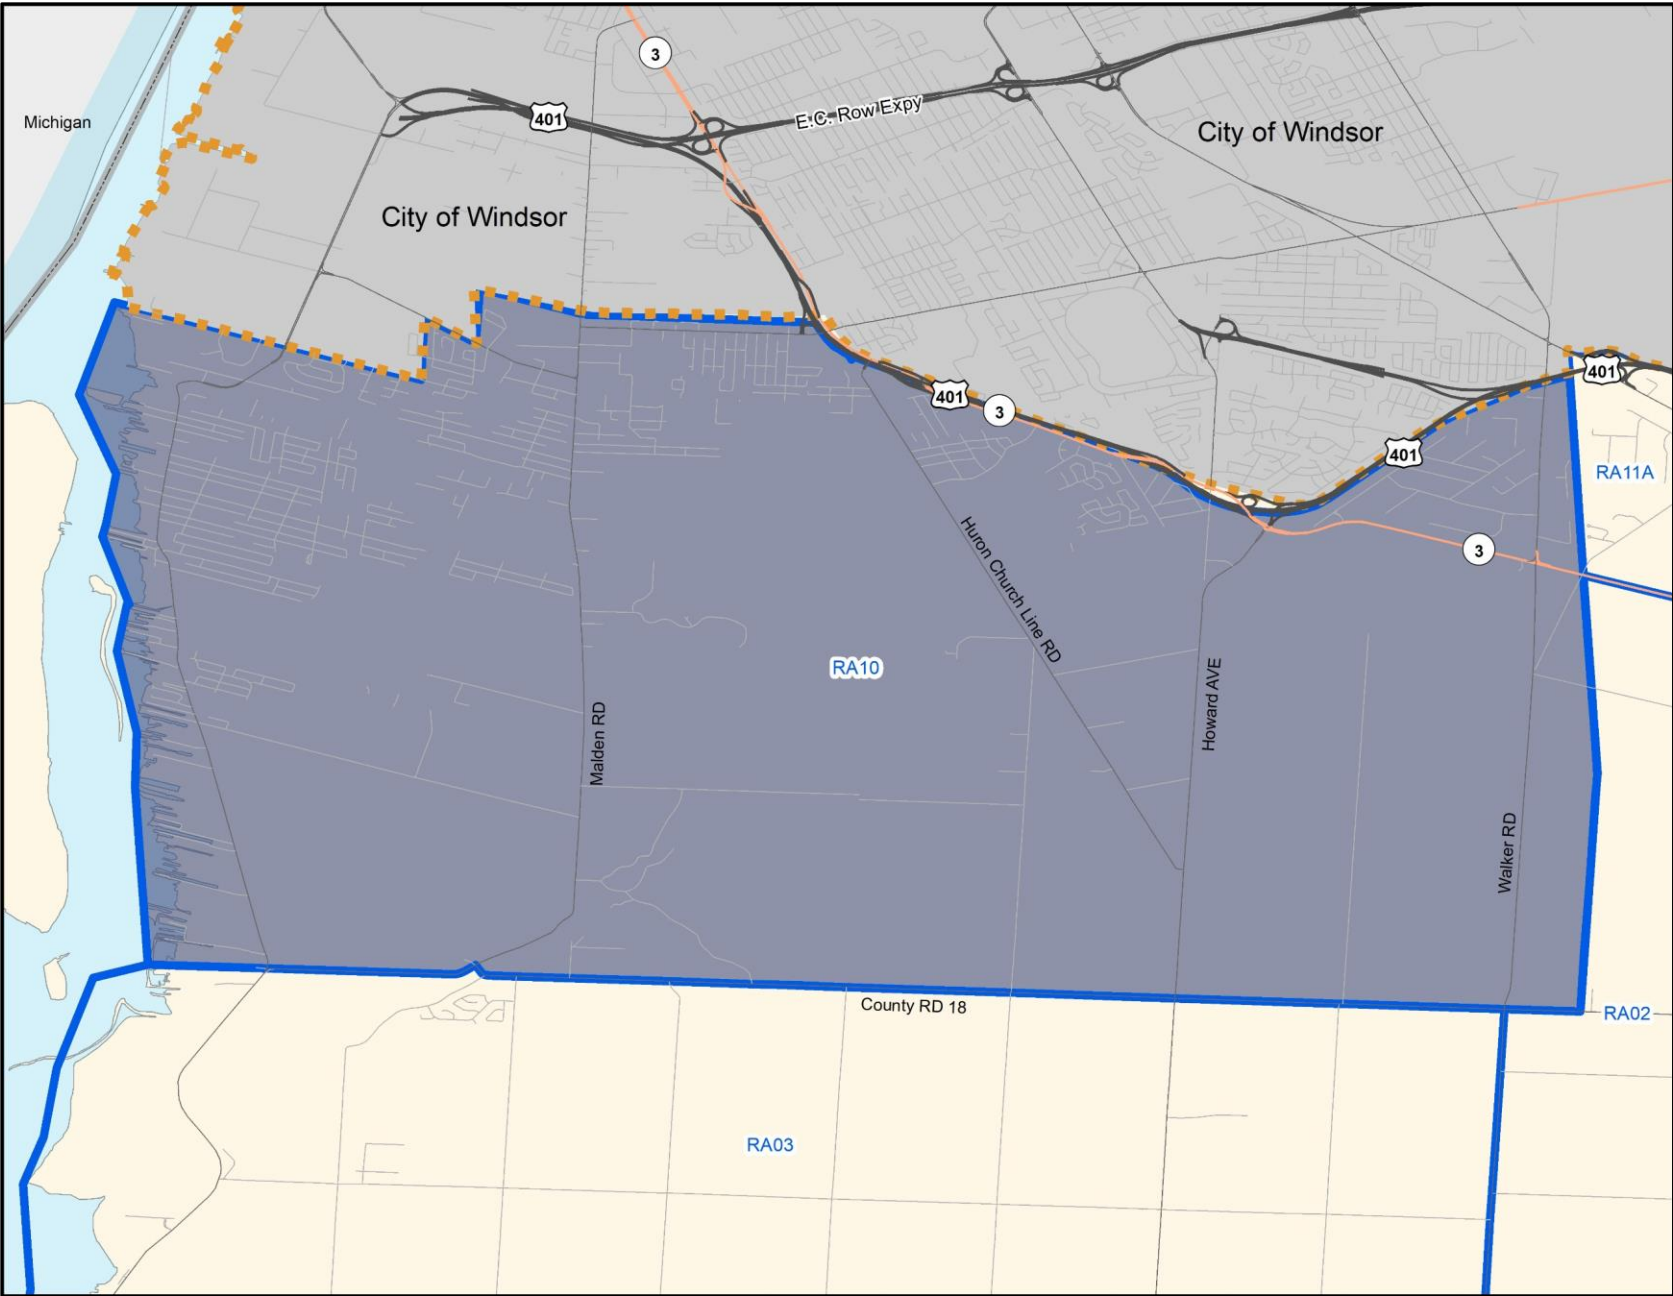 3
Michigan
401
E.C. Row Expy
City of Windsor
City of Windsor
401
401
3
401
RA11A
3
Huron Church Line RD
RA10
Howard AVE
Malden RD
Walker RD
County RD 18
RA02
RA03